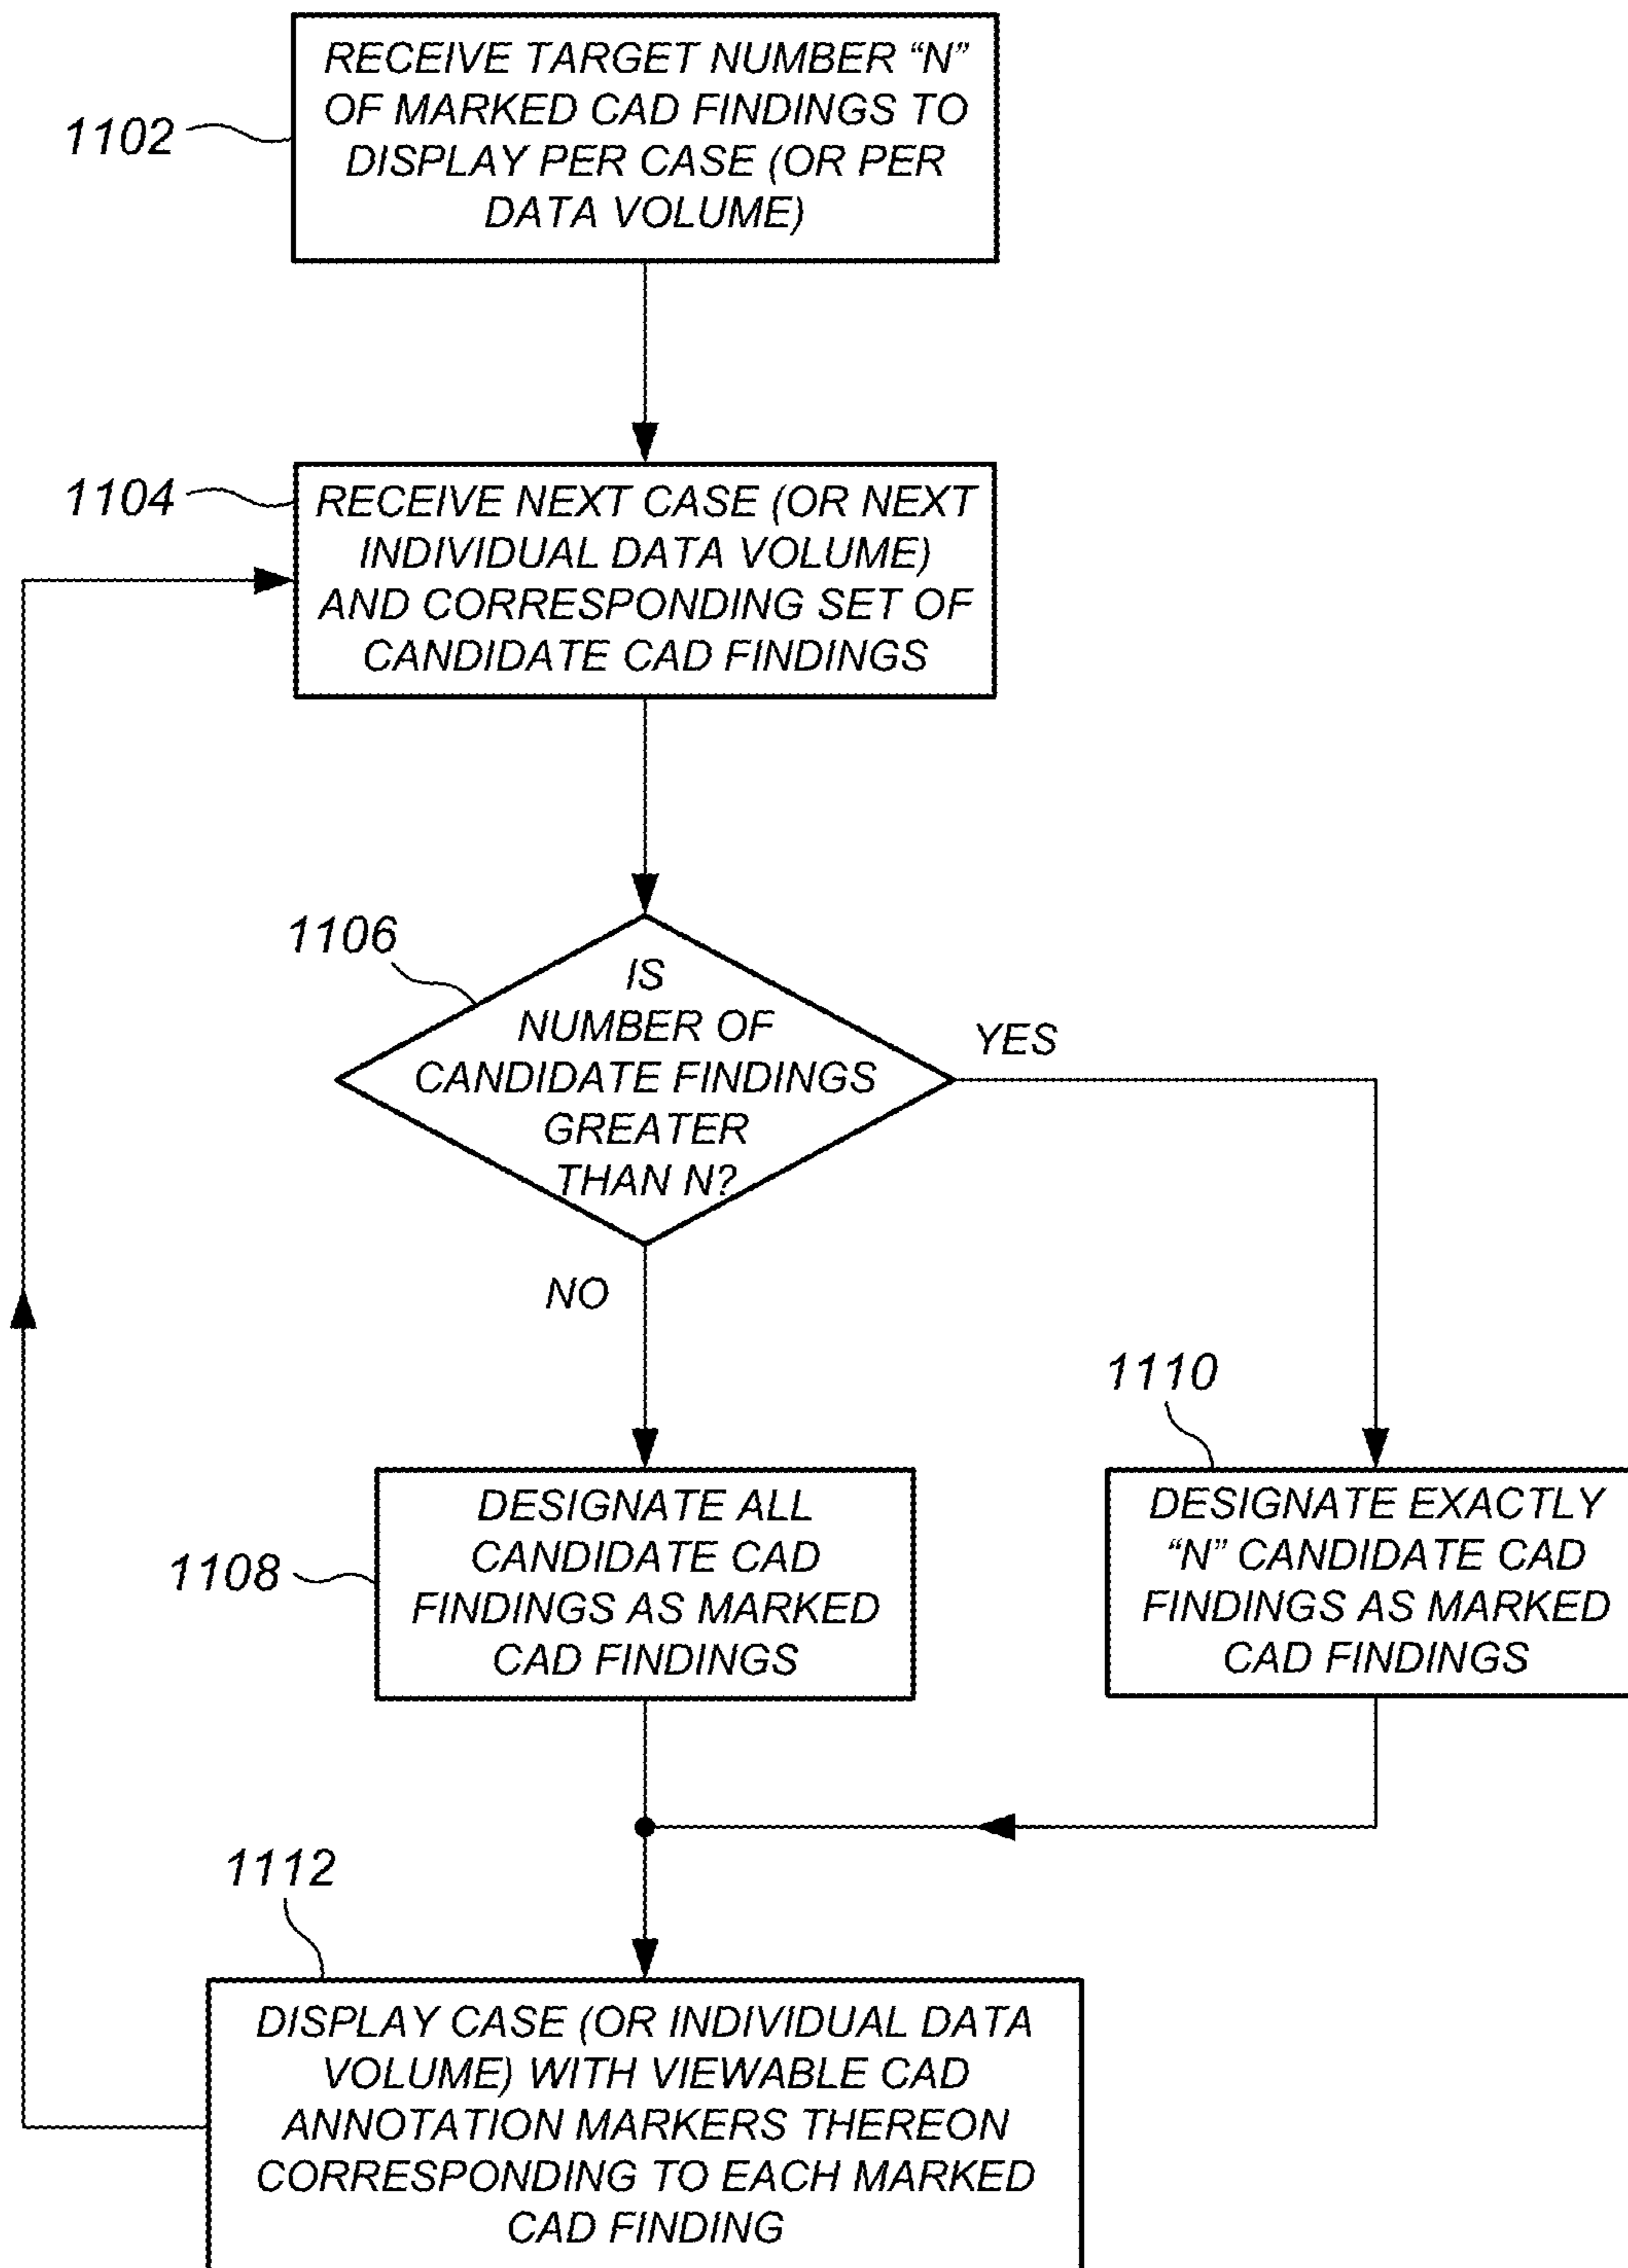 RECEIVE TARGET NUMBER “N”
OF MARKED CAD FINDINGS TO
DISPLAY PER CASE (OR PER
DATA VOLUME)
1102
1104
RECEIVE NEXT CASE (OR NEXT
INDIVIDUAL DATA VOLUME)
AND CORRESPONDING SET OF
CANDIDATE CAD FINDINGS
1106
IS
NUMBER OF
CANDIDATE FINDINGS
GREATER
THAN N?
YES
NO
1108
DESIGNATE ALL
CANDIDATE CAD
FINDINGS AS MARKED
CAD FINDINGS
1110
DESIGNATE EXACTLY
“N” CANDIDATE CAD
FINDINGS AS MARKED
CAD FINDINGS
1112
DISPLAY CASE (OR INDIVIDUAL DATA
VOLUME) WITH VIEWABLE CAD
ANNOTATION MARKERS THEREON
CORRESPONDING TO EACH MARKED
CAD FINDING